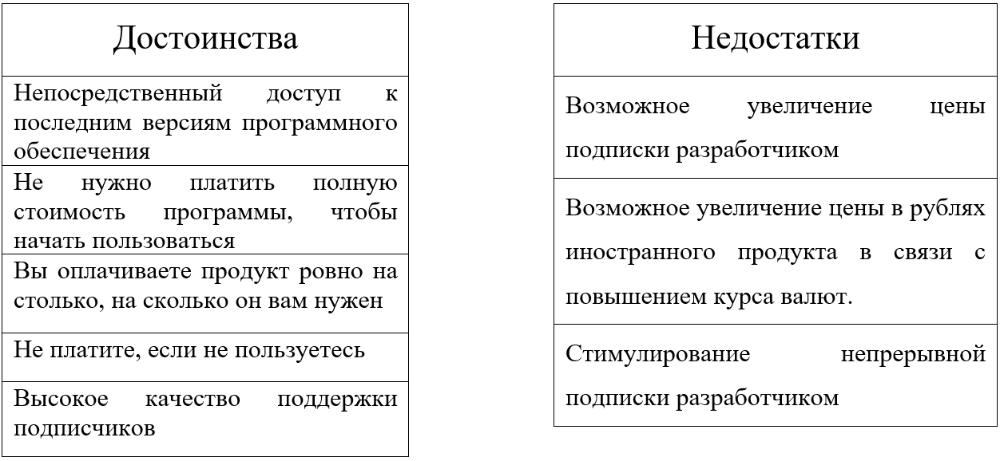 Достоинства
Непосредственный доступ к
последним версиям программного
обеспечения
Не нужно платить полную
стоимость программы, чтобы
начать пользоваться
Вы оплачиваете продукт ровно на
столько, на сколько он вам нужен
Не платите, если не пользуетесь
Высокое качество поддержки
подписчиков
Недостатки
Возможное увеличение цены
подписки разработчиком
Возможное увеличение цены в рублях
иностранного продукта в связи с
повышением курса валют.
Стимулирование непрерывной
подписки разработчиком